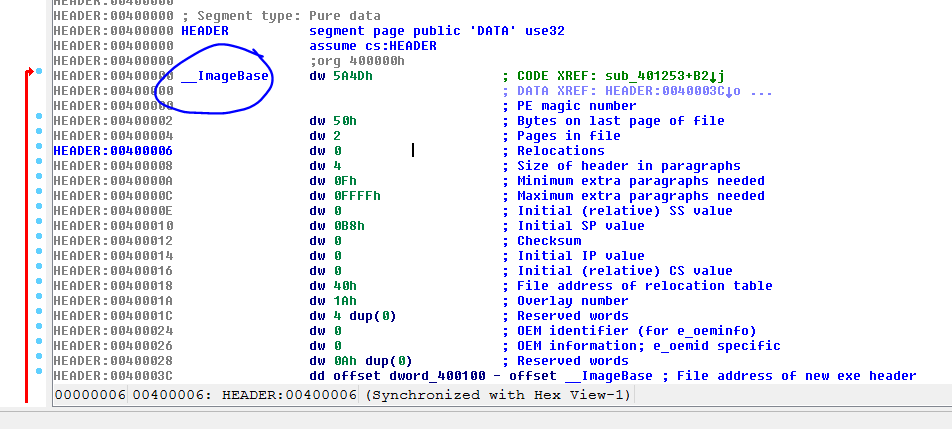 HEADER:00400000
HEADER:00400000 ; Segment type: Pure data
HEADER:00400000 HEADER segment page public 'DATA' use32
HEADER:00400000 assume cs:HEADER
HEADER:00400000 ;org 400000h
HEADER:00400000 __ImageBase dw 5A4Dh ; CODE XREF: sub_401253+B2↓j
HEADER:00400000 ; DATA XREF: HEADER:0040003C↓o ...
HEADER:00400000 ; PE magic number
HEADER:00400002 dw 50h ; Bytes on last page of file
HEADER:00400004 dw 2 ; Pages in file
HEADER:00400006 dw 0 ; Relocations
HEADER:00400008 dw 4 ; Size of header in paragraphs
HEADER:0040000A dw 0Fh ; Minimum extra paragraphs needed
HEADER:0040000C dw 0FFFFh ; Maximum extra paragraphs needed
HEADER:0040000E dw 0 ; Initial (relative) SS value
HEADER:00400010 dw 0B8h ; Initial SP value
HEADER:00400012 dw 0 ; Checksum
HEADER:00400014 dw 0 ; Initial IP value
HEADER:00400016 dw 0 ; Initial (relative) CS value
HEADER:00400018 dw 40h ; File address of relocation table
HEADER:0040001A dw 1Ah ; Overlay number
HEADER:0040001C dw 4 dup(0) ; Reserved words
HEADER:00400024 dw 0 ; OEM identifier (for e_oeminfo)
HEADER:00400026 dw 0 ; OEM information; e_oemid specific
HEADER:00400028 dw 0Ah dup(0) ; Reserved words
HEADER:0040003C dd offset dword_400100 - offset __ImageBase ; File address of new exe header
00000006 00400006: HEADER:00400006 (Synchronized with Hex View-1)